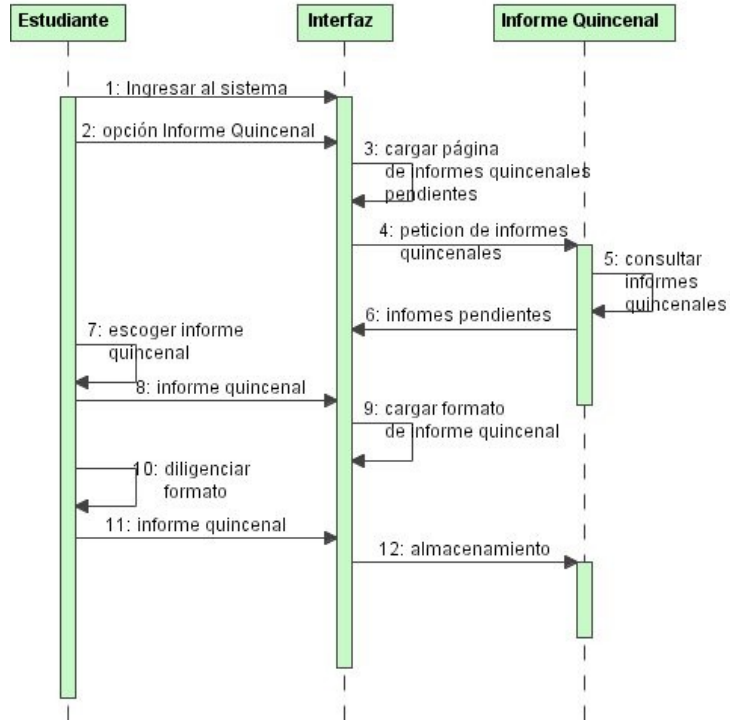 Estudiante
Interfaz
Informe Quincenal
1: Ingresar al sistema
2: opción Informe Quincenal
3: cargar página
de informes quincenales
pendientes
4: peticion de informes
quincenales
5: consultar
informes
quincenales
6: infomes pendientes
7: escoger informe
quincenal
8: informe quincenal
9: cargar formato
de informe quincenal
10: diligenciar
formato
11: informe quincenal
12: almacenamiento